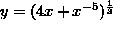 y = (4x + x^{-5})^{\frac{1}{3}}